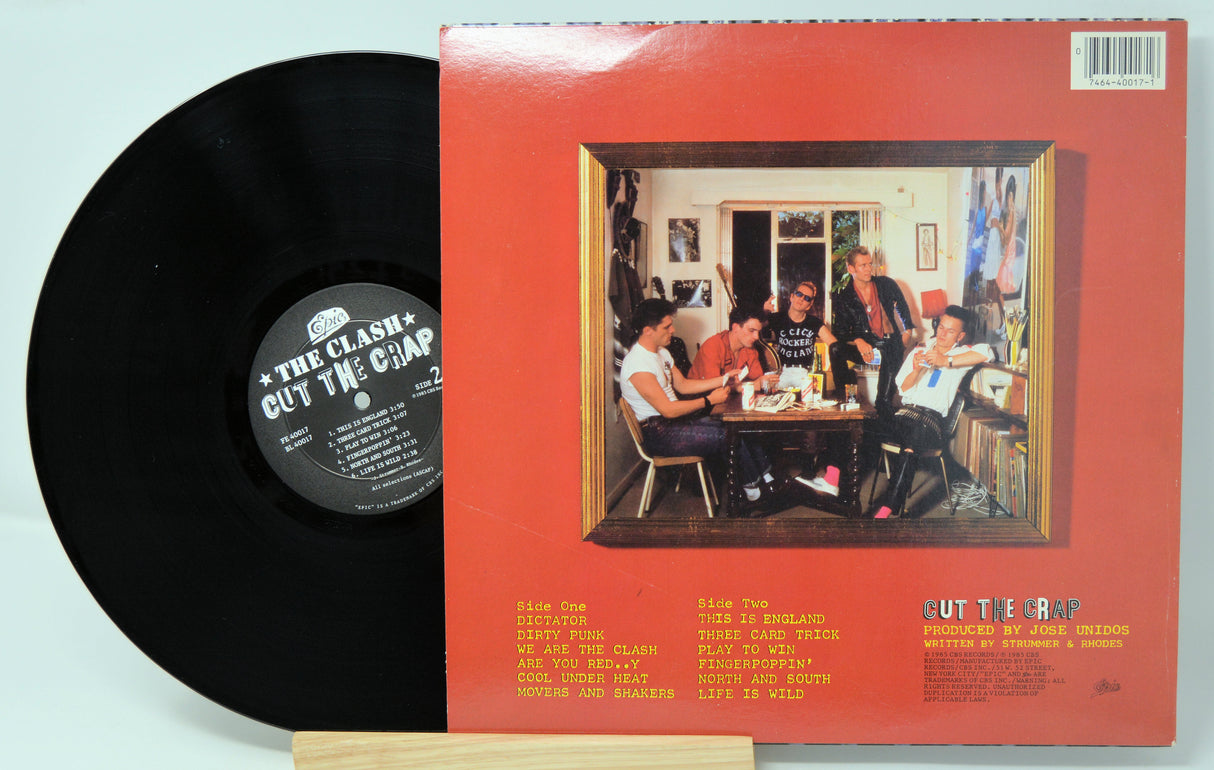 Epic
THE CLASH
CUT THE CRAP
SIDE 2
FE 40017
BL 40017
1. THIS IS ENGLAND 3:50
2. THREE CARD TRICK 3:07
3. PLAY TO WIN 3:06
4. FINGERPOPPIN' 3:23
5. NORTH AND SOUTH 3:31
6. LIFE IS WILD 2:38
All selections (ASCAP)
"EPIC" IS A TRADEMARK OF CBS INC.
0
7464-40017-1
ROCKERS
ENGLAND
Side One
DICTATOR
DIRTY PUNK
WE ARE THE CLASH
ARE YOU RED..Y
COOL UNDER HEAT
MOVERS AND SHAKERS
Side Two
THIS IS ENGLAND
THREE CARD TRICK
PLAY TO WIN
FINGERPOPPIN'
NORTH AND SOUTH
LIFE IS WILD
CUT THE CRAP
PRODUCED BY JOSE UNIDOS
WRITTEN BY STRUMMER & RHODES
© 1985 CBS RECORDS/℗ 1985 CBS
RECORDS/MANUFACTURED BY EPIC
RECORDS/CBS INC./51 W. 52 STREET,
NEW YORK CITY/"EPIC" AND Epic ARE
TRADEMARKS OF CBS INC./WARNING: ALL
RIGHTS RESERVED. UNAUTHORIZED
DUPLICATION IS A VIOLATION OF
APPLICABLE LAWS.
Epic